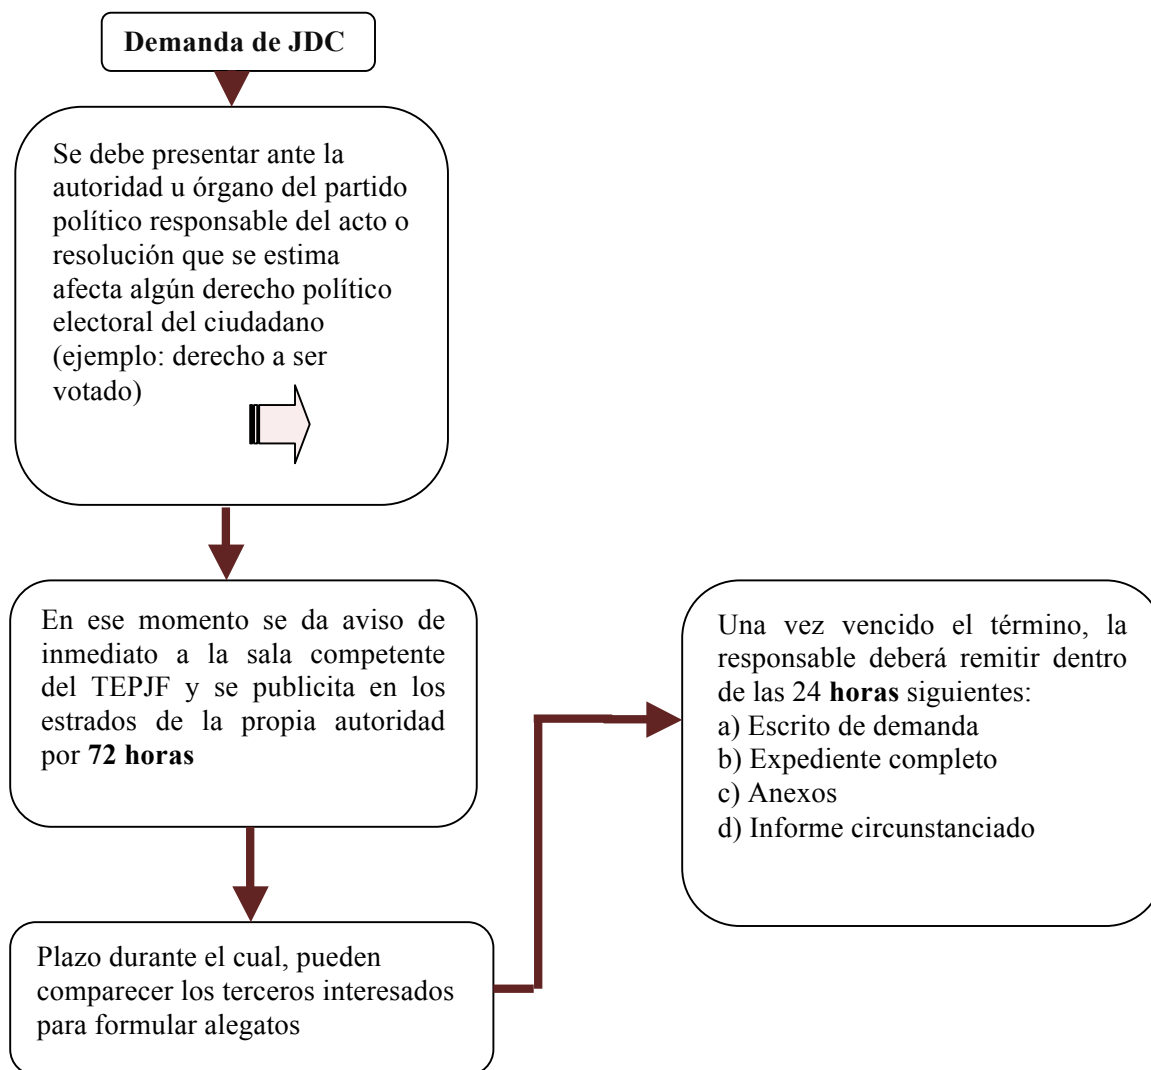 Demanda de JDC
Se debe presentar ante la
autoridad u órgano del partido
político responsable del acto o
resolución que se estima
afecta algún derecho político
electoral del ciudadano
(ejemplo: derecho a ser
votado)
En ese momento se da aviso de
inmediato a la sala competente
del TEPJF y se publicita en los
estrados de la propia autoridad
por 72 horas
Plazo durante el cual, pueden
comparecer los terceros interesados
para formular alegatos
Una vez vencido el término, la
responsable deberá remitir dentro
de las 24 horas siguientes:
a) Escrito de demanda
b) Expediente completo
c) Anexos
d) Informe circunstanciado